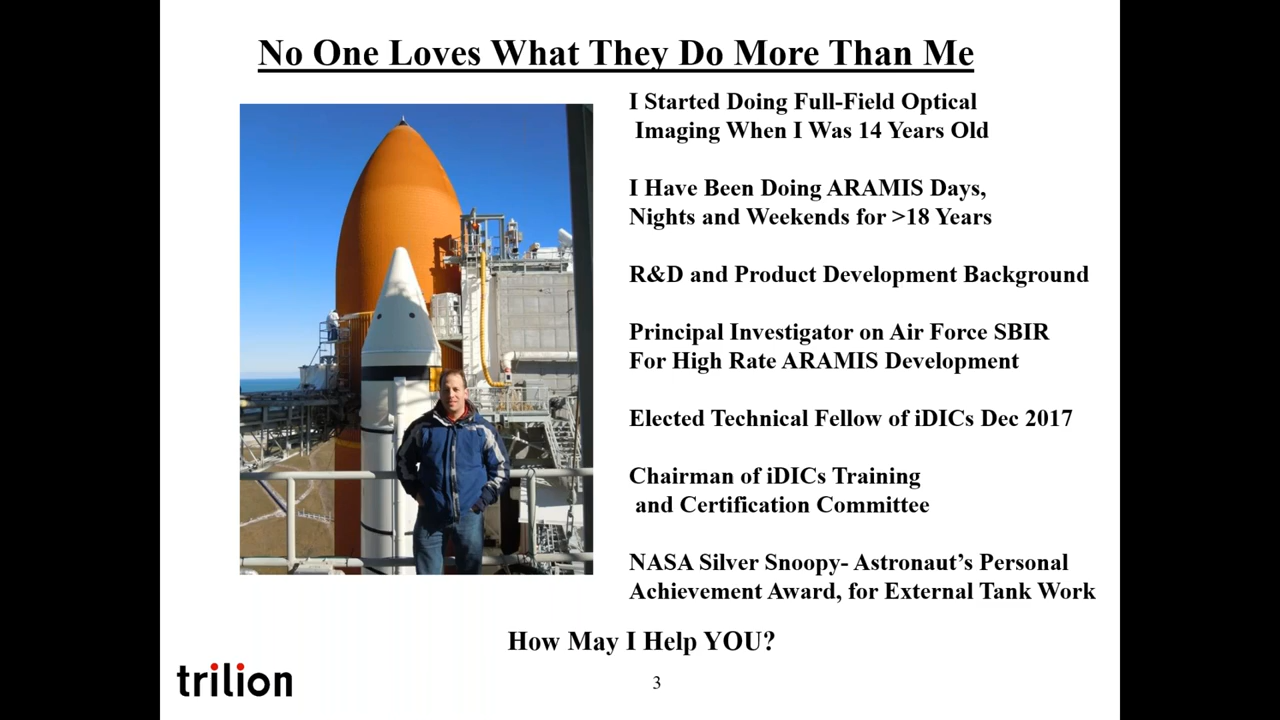 No One Loves What They Do More Than Me
I Started Doing Full-Field Optical
Imaging When I Was 14 Years Old
I Have Been Doing ARAMIS Days,
Nights and Weekends for >18 Years
R&D and Product Development Background
Principal Investigator on Air Force SBIR
For High Rate ARAMIS Development
Elected Technical Fellow of iDICs Dec 2017
Chairman of iDICs Training
and Certification Committee
NASA Silver Snoopy- Astronaut’s Personal
Achievement Award, for External Tank Work
How May I Help YOU?
trilion
3